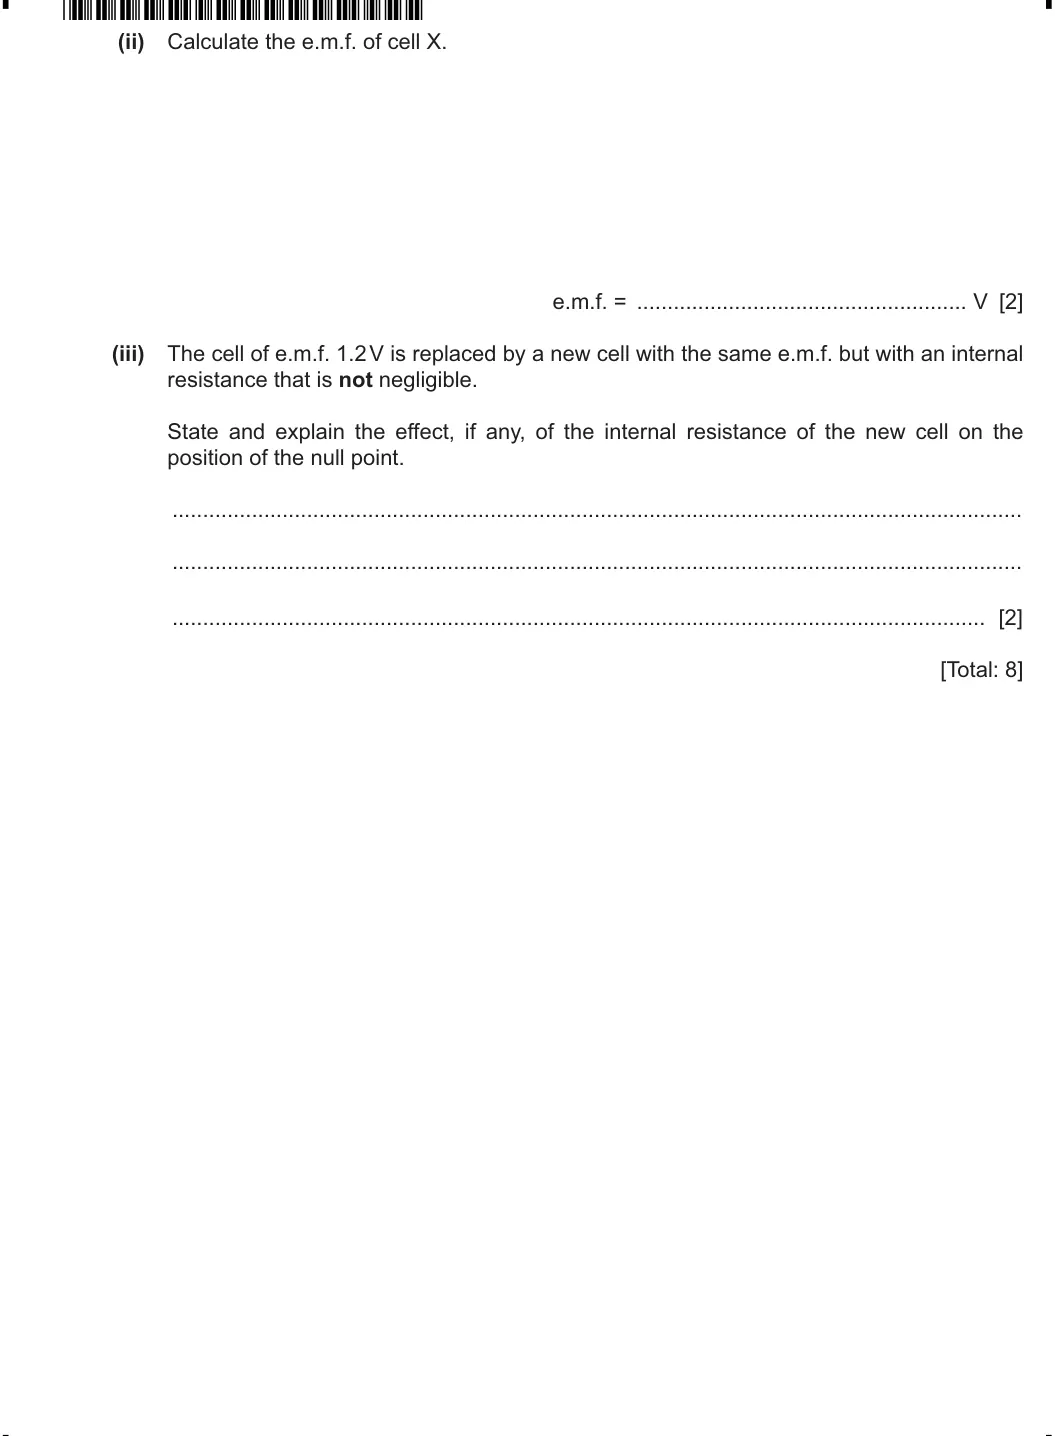 (ii) Calculate the e.m.f. of cell X.
e.m.f. = ...................................................... V [2]
(iii) The cell of e.m.f. 1.2 V is replaced by a new cell with the same e.m.f. but with an internal
resistance that is not negligible.
State and explain the effect, if any, of the internal resistance of the new cell on the
position of the null point.
...........................................................................................................................................
...........................................................................................................................................
..................................................................................................................................... [2]
[Total: 8]